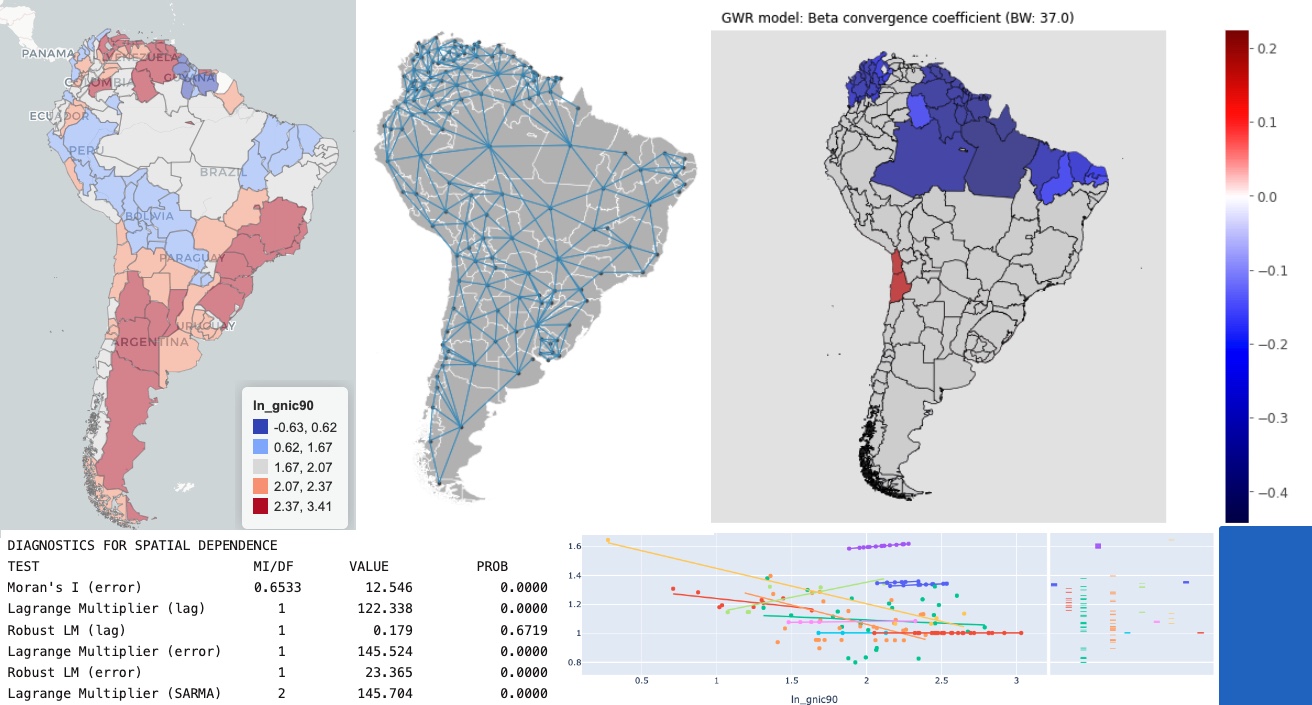 PANAMA
VENEZUELA
GUYANA
COLUMBIA
ECUADOR
PERU
BRAZIL
BOLIVIA
PARAGUAY
URUGUAY
ARGENTINA
ln_gnic90
-0.63, 0.62
0.62, 1.67
1.67, 2.07
2.07, 2.37
2.37, 3.41
GWR model: Beta convergence coefficient (BW: 37.0)
0.2
0.1
0.0
−0.1
−0.2
−0.3
−0.4
DIAGNOSTICS FOR SPATIAL DEPENDENCE
TEST MI/DF VALUE PROB
Moran's I (error) 0.6533 12.546 0.0000
Lagrange Multiplier (lag) 1 122.338 0.0000
Robust LM (lag) 1 0.179 0.6719
Lagrange Multiplier (error) 1 145.524 0.0000
Robust LM (error) 1 23.365 0.0000
Lagrange Multiplier (SARMA) 2 145.704 0.0000
1.6
1.4
1.2
1
0.8
0.5 1 1.5 2 2.5 3
ln_gnic90